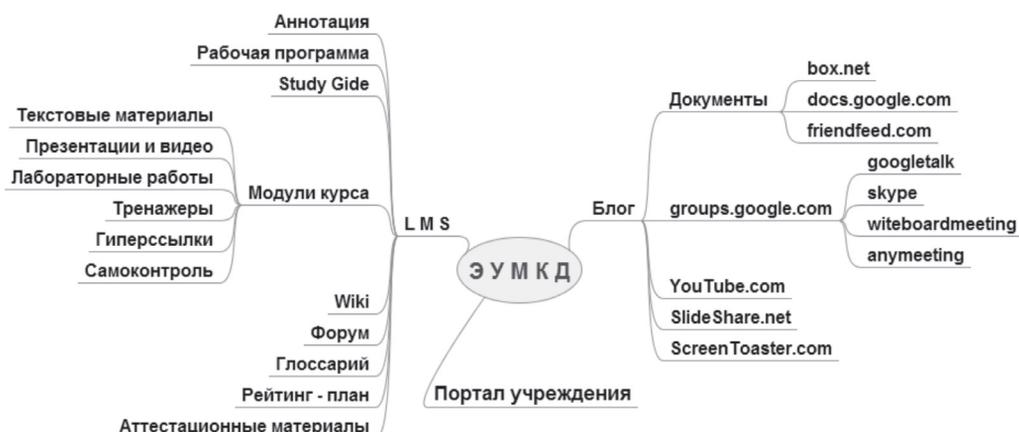 Аннотация
Рабочая программа
Study Gide
Текстовые материалы
Презентации и видео
Лабораторные работы
Тренажеры
Гиперссылки
Самоконтроль
Модули курса
Wiki
Форум
Глоссарий
Рейтинг - план
Аттестационные материалы
L M S
Э У М К Д
Портал учреждения
Блог
Документы
box.net
docs.google.com
friendfeed.com
groups.google.com
googletalk
skype
witeboardmeeting
anymeeting
YouTube.com
SlideShare.net
ScreenToaster.com